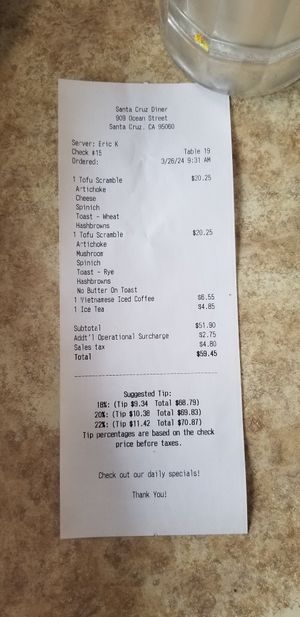 Santa Cruz Diner
909 Ocean Street
Santa Cruz, CA 95060
Server: Eric K
Check #15 Table 19
Ordered: 3/26/24 9:31 AM
1 Tofu Scramble $20.25
Artichoke
Cheese
Spinich
Toast - Wheat
Hashbrowns
1 Tofu Scramble $20.25
Artichoke
Mushroom
Spinich
Toast - Rye
Hashbrowns
No Butter On Toast
1 Vietnamese Iced Coffee $6.55
1 Ice Tea $4.85
Subtotal $51.90
Addt'l Operational Surcharge $2.75
Sales tax $4.80
Total $59.45
Suggested Tip:
18%: (Tip $9.34 Total $68.79)
20%: (Tip $10.38 Total $69.83)
22%: (Tip $11.42 Total $70.87)
Tip percentages are based on the check
price before taxes.
Check out our daily specials!
Thank You!